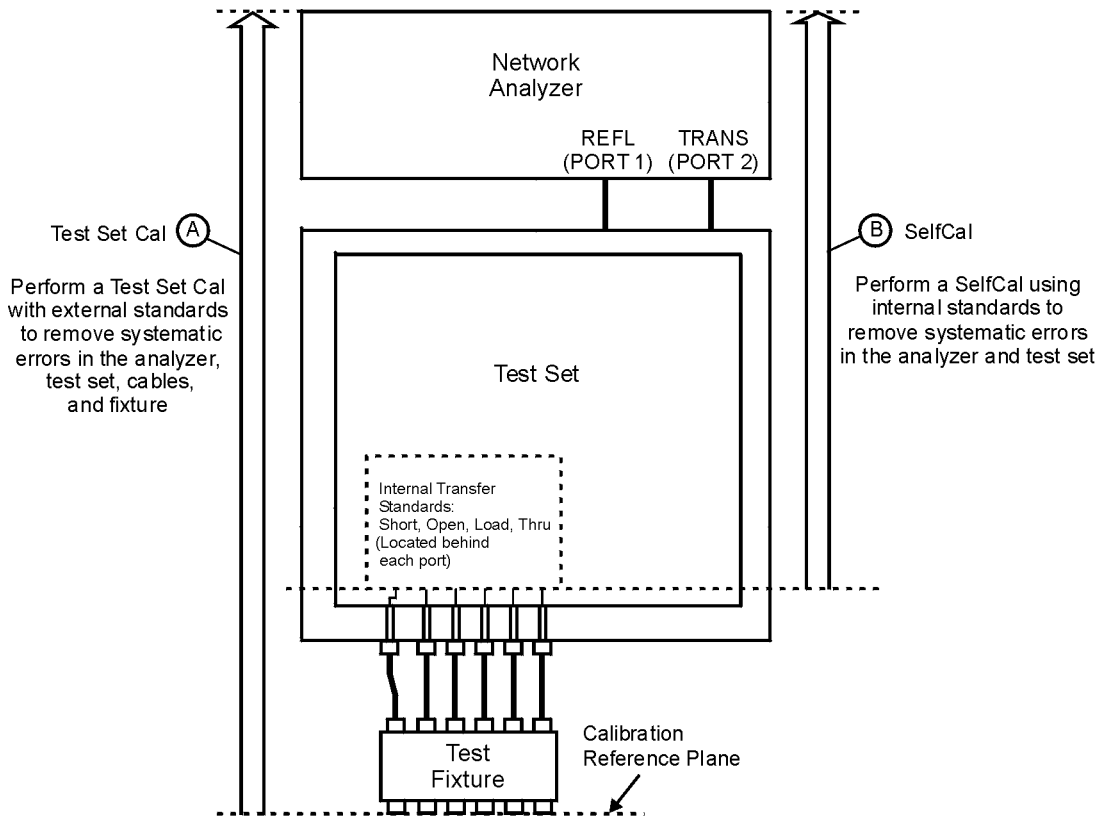 Network
Analyzer
REFL
(PORT 1)
TRANS
(PORT 2)
Test Set Cal
A
Perform a Test Set Cal
with external standards
to remove systematic
errors in the analyzer,
test set, cables,
and fixture
B
SelfCal
Perform a SelfCal using
internal standards to
remove systematic errors
in the analyzer and test set
Test Set
Internal Transfer
Standards:
Short, Open, Load, Thru
(Located behind
each port)
Test
Fixture
Calibration
Reference Plane